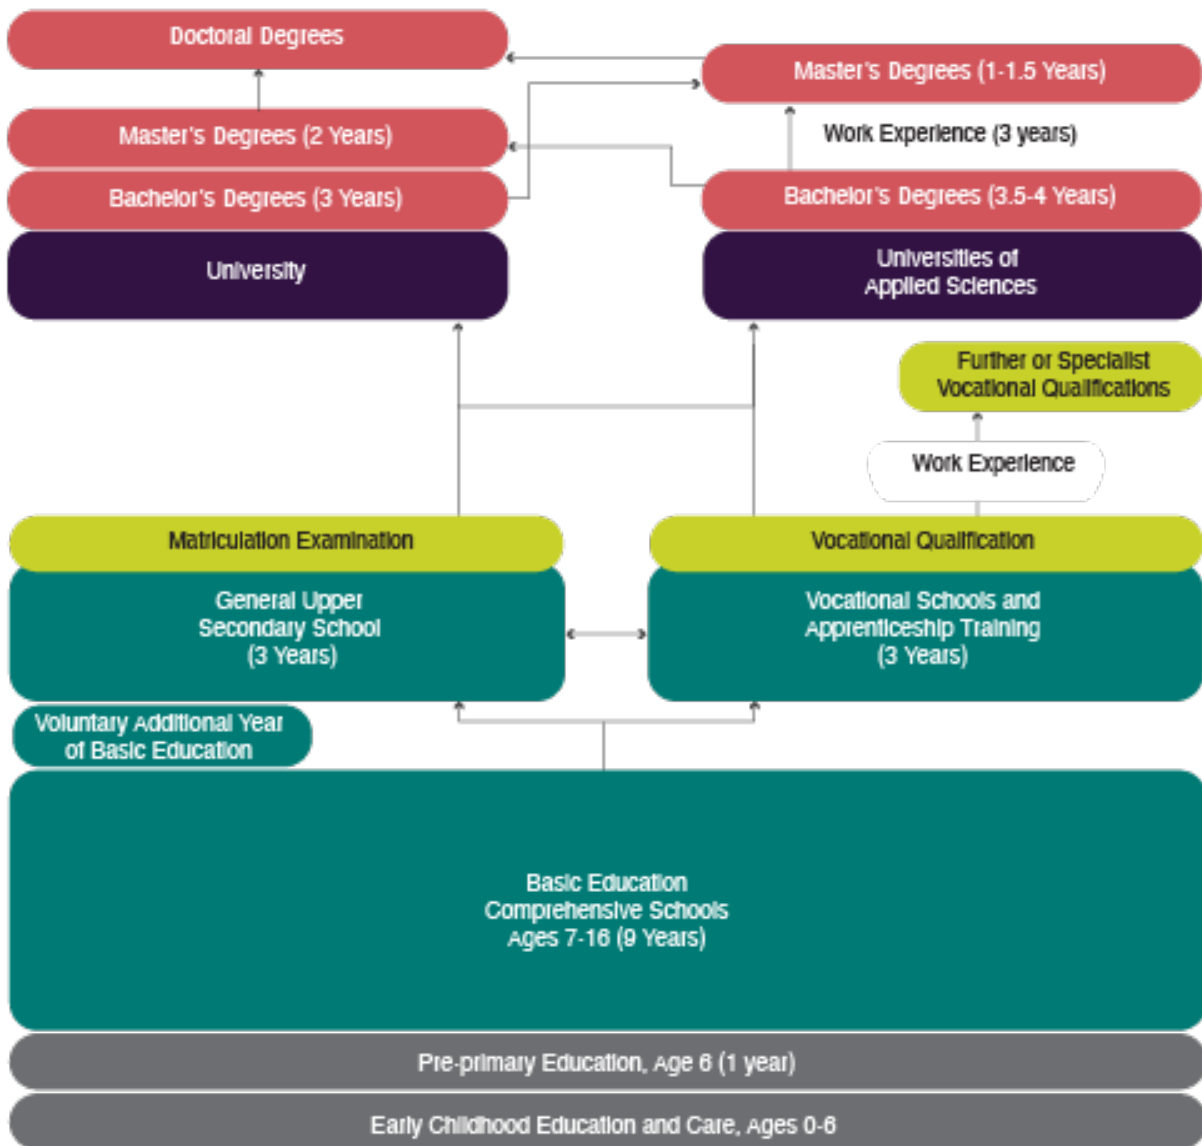 Doctoral Degrees
Master's Degrees (1-1.5 Years)
Master's Degrees (2 Years)
Work Experience (3 years)
Bachelor's Degrees (3 Years)
Bachelor's Degrees (3.5-4 Years)
University
Universities of
Applied Sciences
Further or Specialist
Vocational Qualifications
Work Experience
Matriculation Examination
Vocational Qualification
General Upper
Secondary School
(3 Years)
Vocational Schools and
Apprenticeship Training
(3 Years)
Voluntary Additional Year
of Basic Education
Basic Education
Comprehensive Schools
Ages 7-16 (9 Years)
Pre-primary Education, Age 6 (1 year)
Early Childhood Education and Care, Ages 0-6